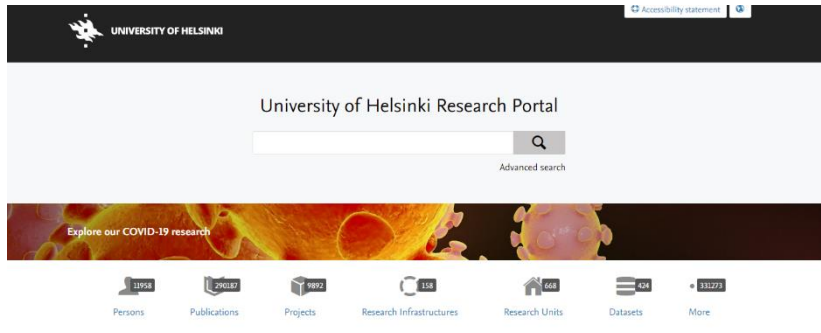 Accessibility statement
UNIVERSITY OF HELSINKI
University of Helsinki Research Portal
Advanced search
Explore our COVID-19 research
11958 290187 9892 158 668 424 331273
Persons Publications Projects Research Infrastructures Research Units Datasets More